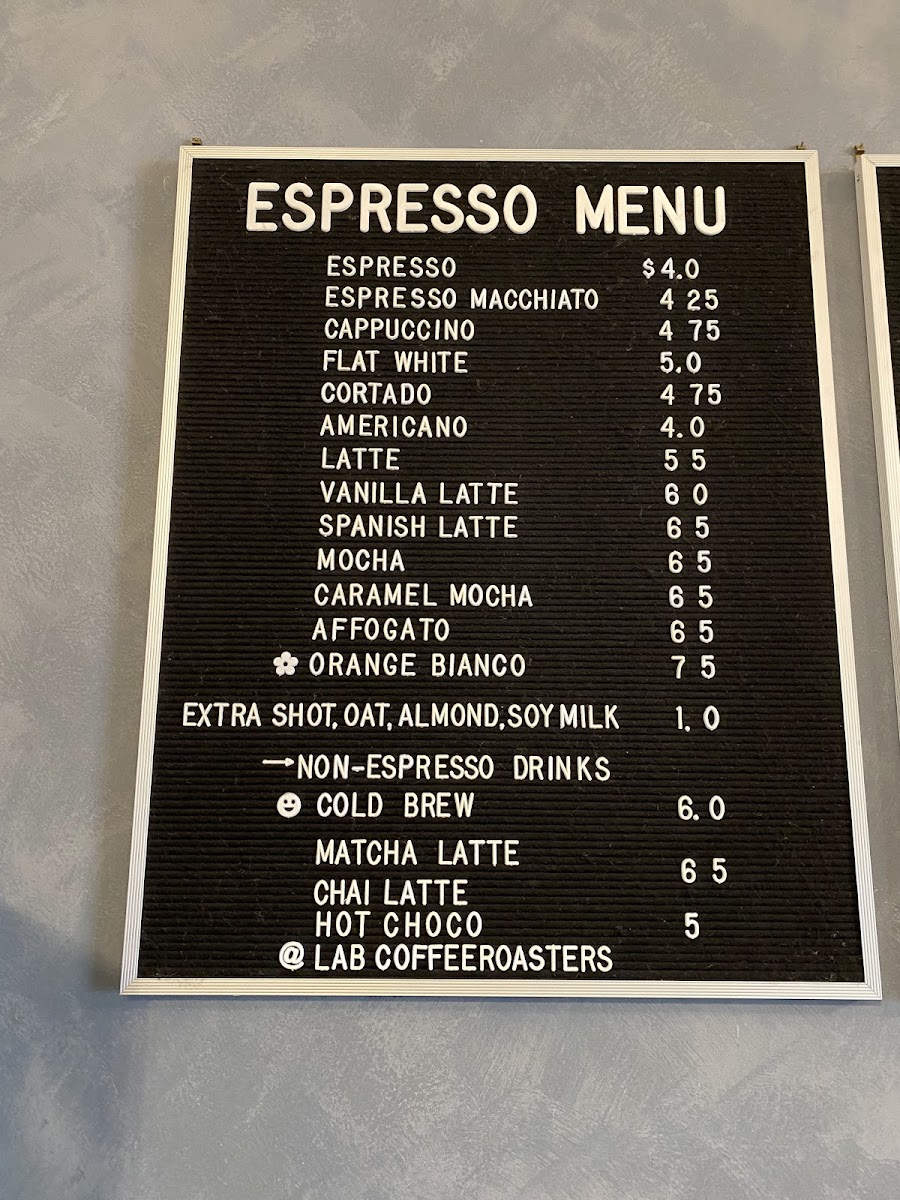 ESPRESSO MENU
ESPRESSO $4.0
ESPRESSO MACCHIATO 4 25
CAPPUCCINO 4 75
FLAT WHITE 5.0
CORTADO 4 75
AMERICANO 4.0
LATTE 5 5
VANILLA LATTE 6 0
SPANISH LATTE 6 5
MOCHA 6 5
CARAMEL MOCHA 6 5
AFFOGATO 6 5
ORANGE BIANCO 7 5
EXTRA SHOT, OAT, ALMOND, SOY MILK 1.0
→NON-ESPRESSO DRINKS
COLD BREW 6.0
MATCHA LATTE
6 5
CHAI LATTE
HOT CHOCO 5
@ LAB COFFEEROASTERS